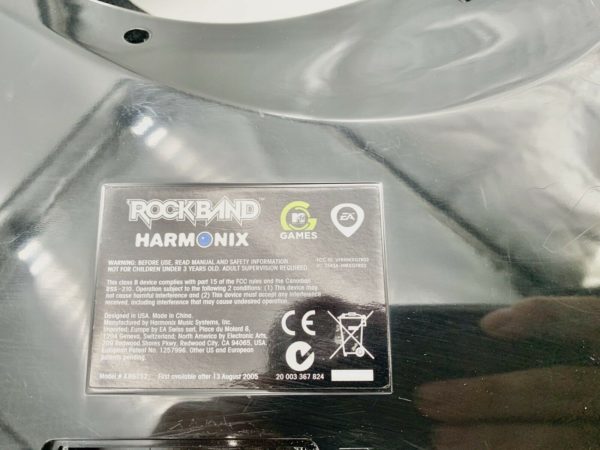 ROCKBAND
HARMONIX
MTV
GAMES
EA
WARNING: BEFORE USE, READ MANUAL AND SAFETY INFORMATION
NOT FOR CHILDREN UNDER 3 YEARS OLD. ADULT SUPERVISION REQUIRED
This class B device complies with part 15 of the FCC rules and the Canadian
RSS-210. Operation subject to the following 2 conditions: (1) This device may
not cause harmful interference and (2) This device must accept any interference
received, including interference that may cause undesired operation.
Designed in USA. Made in China.
Manufactured by Harmonix Music Systems, Inc.
Imported: Europe by EA Swiss sarl, Place du Molard 8,
1204 Geneva, Switzerland; North America by Electronic Arts,
209 Redwood Shores Pkwy, Redwood City, CA 94065, USA.
European Patent No. 1257996. Other US and European
patents pending.
CE
Model # First available after 13 August 2005
20 003 367 824